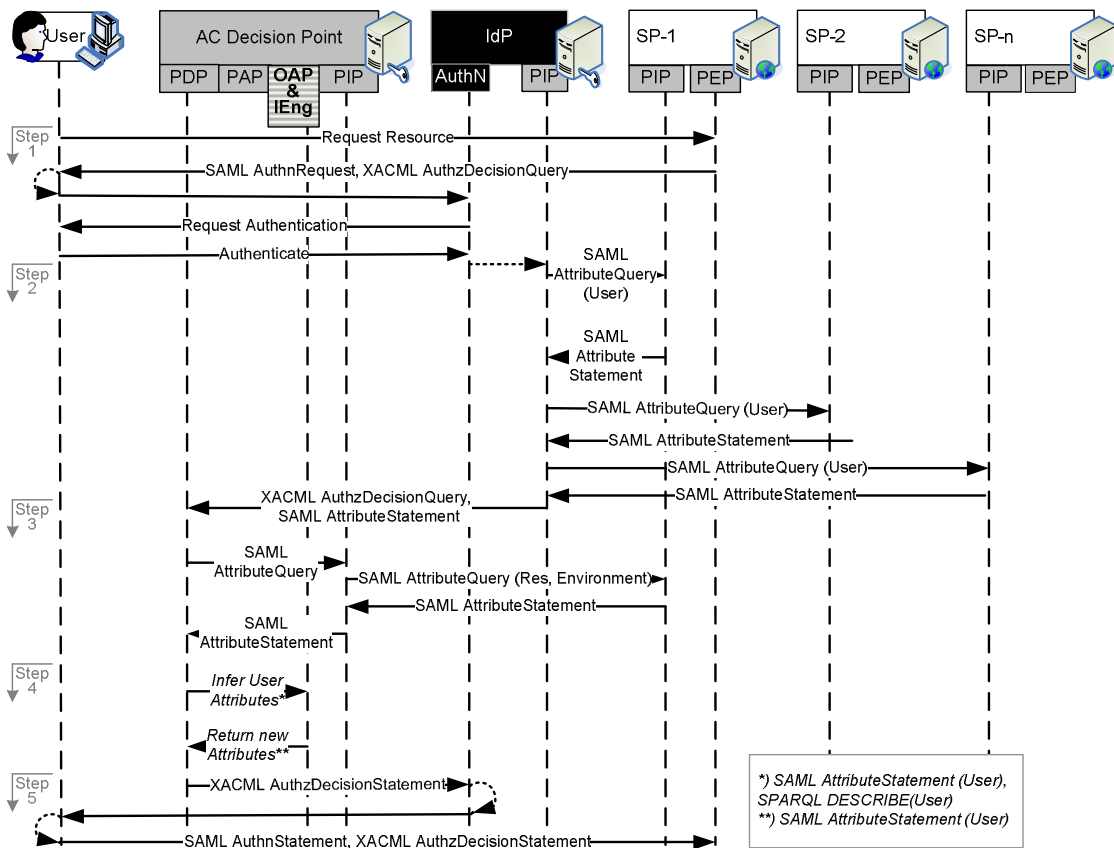 User
AC Decision Point
IdP
SP-1
SP-2
SP-n
PDP
PAP
OAP
&
IEng
PIP
AuthN
PIP
PIP
PEP
PIP
PEP
PIP
PEP
Step
1
Request Resource
SAML AuthnRequest, XACML AuthzDecisionQuery
Request Authentication
Authenticate
Step
2
SAML
AttributeQuery
(User)
SAML
Attribute
Statement
SAML AttributeQuery (User)
SAML AttributeStatement
SAML AttributeQuery (User)
SAML AttributeStatement
Step
3
XACML AuthzDecisionQuery,
SAML AttributeStatement
SAML
AttributeQuery
SAML AttributeQuery (Res, Environment)
SAML AttributeStatement
SAML
AttributeStatement
Step
4
Infer User
Attributes*
Return new
Attributes**
Step
5
XACML AuthzDecisionStatement
SAML AuthnStatement, XACML AuthzDecisionStatement
*) SAML AttributeStatement (User),
SPARQL DESCRIBE(User)
**) SAML AttributeStatement (User)